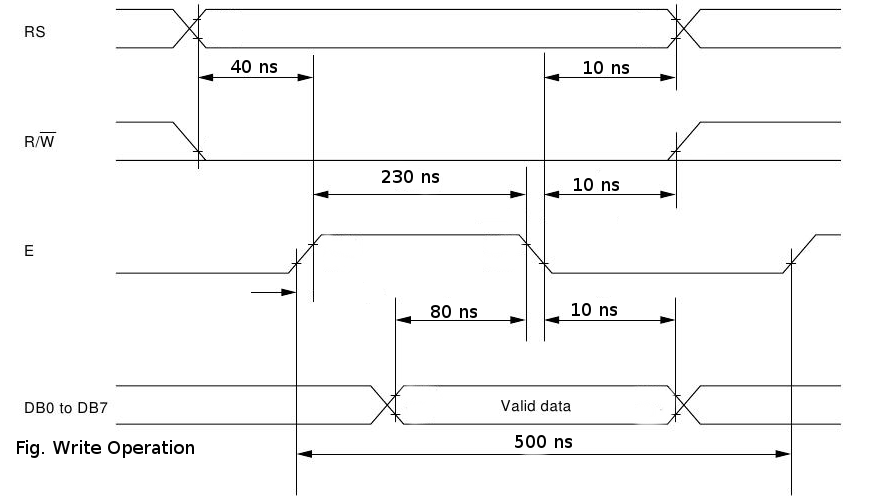 RS
40 ns
10 ns
R/W̅
230 ns
10 ns
E
80 ns
10 ns
DB0 to DB7
Valid data
500 ns
Fig. Write Operation